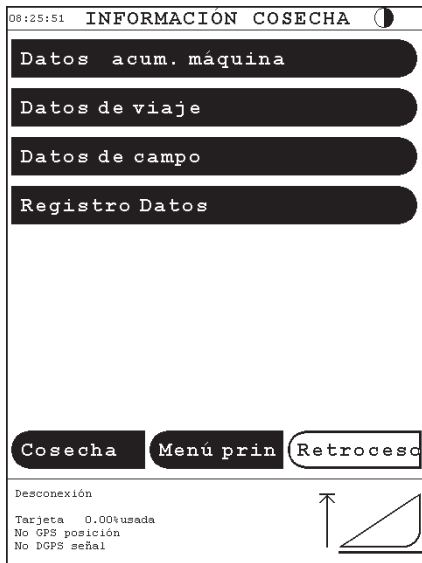 08:25:51 INFORMACIÓN COSECHA
Datos acum. máquina
Datos de viaje
Datos de campo
Registro Datos
Cosecha Menú prin Retroceso
Desconexión
Tarjeta 0.00%usada
No GPS posición
No DGPS señal